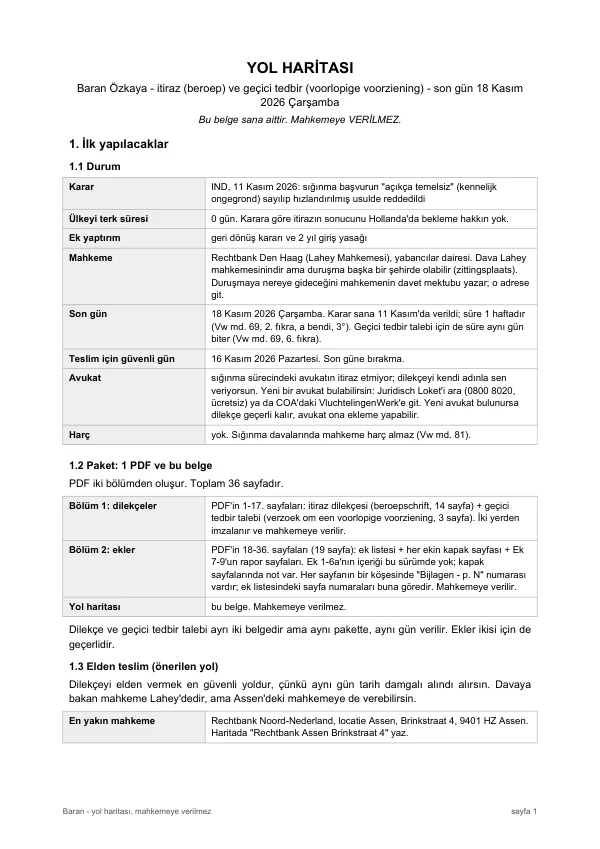 YOL HARİTASI
Baran Özkaya - itiraz (beroep) ve geçici tedbir (voorlopige voorziening) - son gün 18 Kasım
2026 Çarşamba
Bu belge sana aittir. Mahkemeye VERİLMEZ.
1. İlk yapılacaklar
1.1 Durum
Karar
IND, 11 Kasım 2026: sığınma başvurun "açıkça temelsiz" (kennelijk
ongegrond) sayılıp hızlandırılmış usulde reddedildi
Ülkeyi terk süresi
0 gün. Karara göre itirazın sonucunu Hollanda'da bekleme hakkın yok.
Ek yaptırım
geri dönüş kararı ve 2 yıl giriş yasağı
Mahkeme
Rechtbank Den Haag (Lahey Mahkemesi), yabancılar dairesi. Dava Lahey
mahkemesinindir ama duruşma başka bir şehirde olabilir (zittingsplaats).
Duruşmaya nereye gideceğini mahkemenin davet mektubu yazar; o adrese
git.
Son gün
18 Kasım 2026 Çarşamba. Karar sana 11 Kasım'da verildi; süre 1 haftadır
(Vw md. 69, 2. fıkra, a bendi, 3°). Geçici tedbir talebi için de süre aynı gün
biter (Vw md. 69, 6. fıkra).
Teslim için güvenli gün
16 Kasım 2026 Pazartesi. Son güne bırakma.
Avukat
sığınma sürecindeki avukatın itiraz etmiyor; dilekçeyi kendi adınla sen
veriyorsun. Yeni bir avukat bulabilirsin: Juridisch Loket'i ara (0800 8020,
ücretsiz) ya da COA'daki VluchtelingenWerk'e git. Yeni avukat bulunursa
dilekçe geçerli kalır, avukat ona ekleme yapabilir.
Harç
yok. Sığınma davalarında mahkeme harç almaz (Vw md. 81).
1.2 Paket: 1 PDF ve bu belge
PDF iki bölümden oluşur. Toplam 36 sayfadır.
Bölüm 1: dilekçeler
PDF'in 1-17. sayfaları: itiraz dilekçesi (beroepschrift, 14 sayfa) + geçici
tedbir talebi (verzoek om een voorlopige voorziening, 3 sayfa). İki yerden
imzalanır ve mahkemeye verilir.
Bölüm 2: ekler
PDF'in 18-36. sayfaları (19 sayfa): ek listesi + her ekin kapak sayfası + Ek
7-9'un rapor sayfaları. Ek 1-6a'nın içeriği bu sürümde yok; kapak
sayfalarında not var. Her sayfanın bir köşesinde "Bijlagen - p. N" numarası
vardır; ek listesindeki sayfa numaraları buna göredir. Mahkemeye verilir.
Yol haritası
bu belge. Mahkemeye verilmez.
Dilekçe ve geçici tedbir talebi ayrı iki belgedir ama aynı pakette, aynı gün verilir. Ekler ikisi için de
geçerlidir.
1.3 Elden teslim (önerilen yol)
Dilekçeyi elden vermek en güvenli yoldur, çünkü aynı gün tarih damgalı alındı alırsın. Davaya
bakan mahkeme Lahey'dedir, ama Assen'deki mahkemeye de verebilirsin.
En yakın mahkeme
Rechtbank Noord-Nederland, locatie Assen, Brinkstraat 4, 9401 HZ Assen.
Haritada "Rechtbank Assen Brinkstraat 4" yaz.
Baran - yol haritası, mahkemeye verilmez
sayfa 1